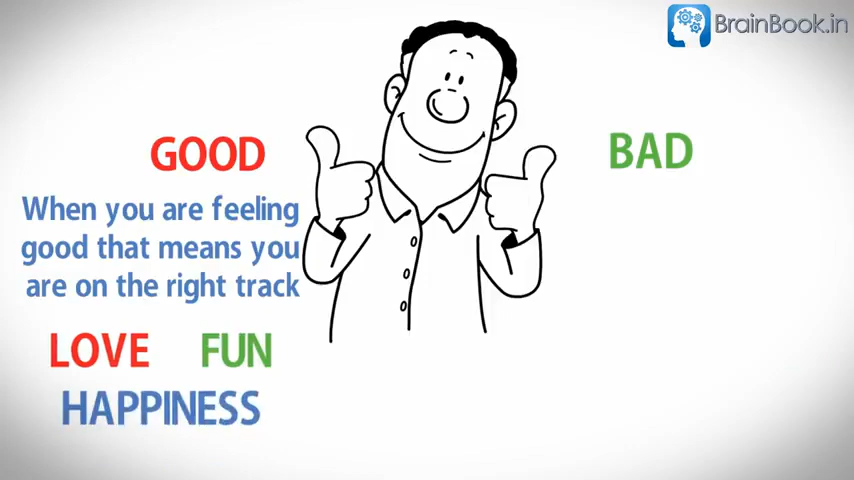 BrainBook.in
GOOD
BAD
When you are feeling
good that means you
are on the right track
LOVE FUN
HAPPINESS